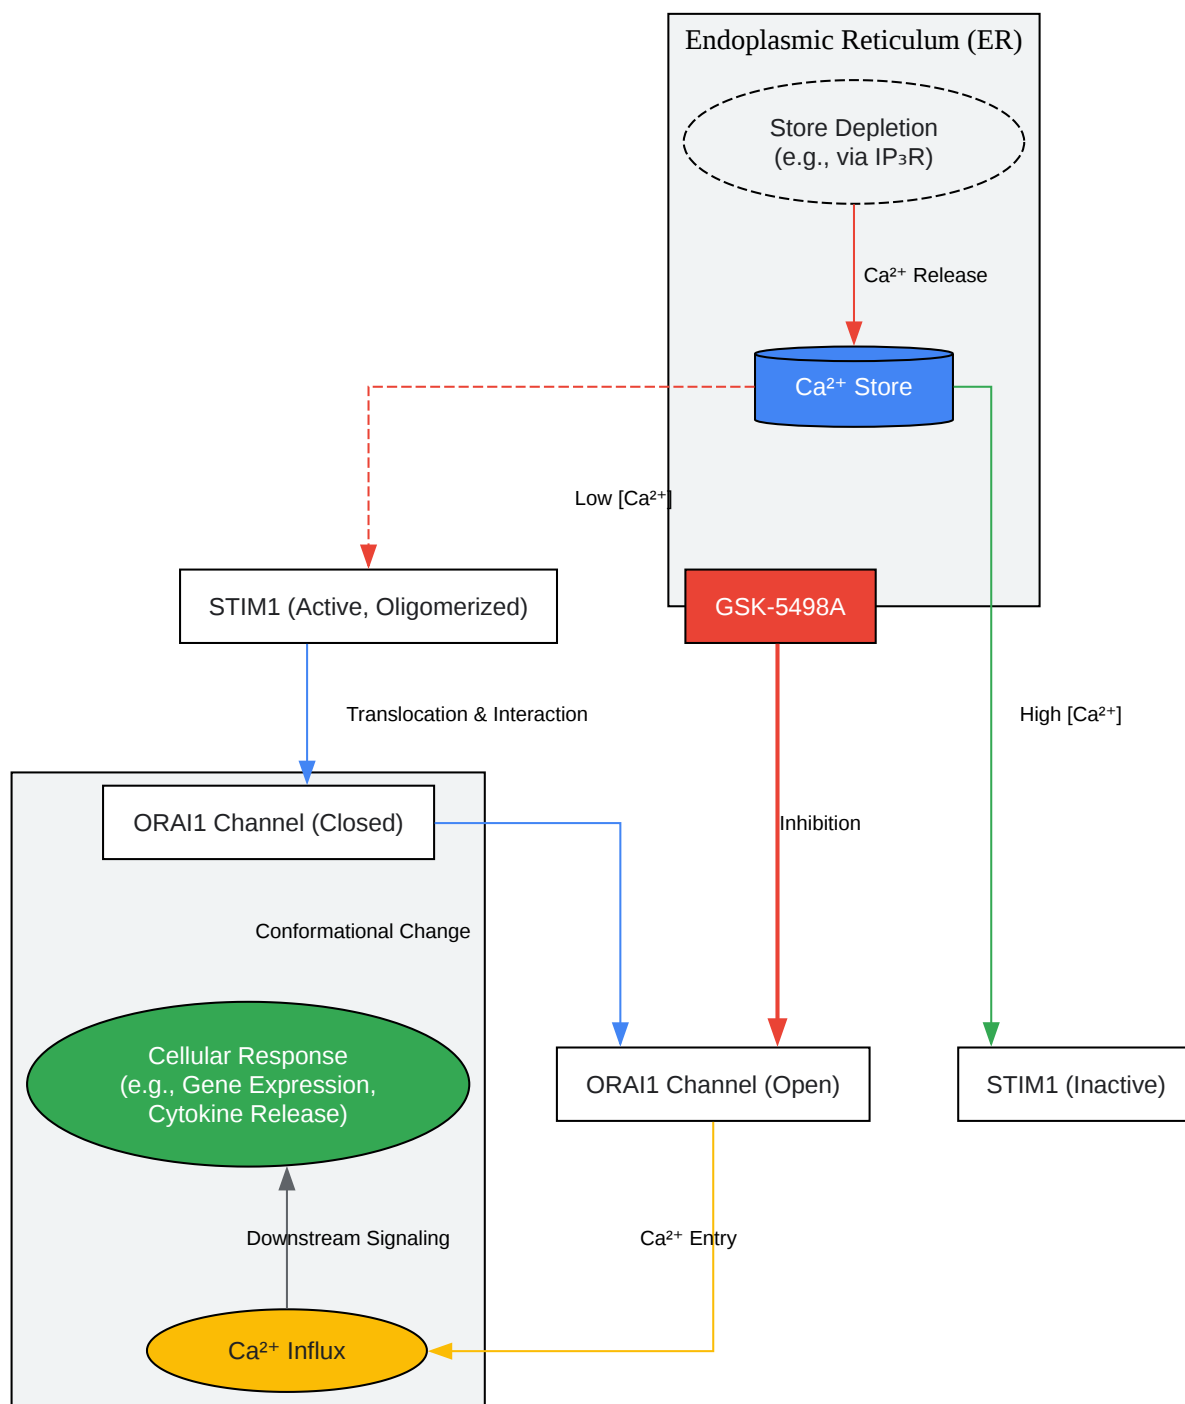 Endoplasmic Reticulum (ER)
Store Depletion
(e.g., via IP₃R)
Ca²⁺ Release
Ca²⁺ Store
Low [Ca²⁺]
STIM1 (Active, Oligomerized)
GSK-5498A
Translocation & Interaction
High [Ca²⁺]
ORAI1 Channel (Closed)
Inhibition
Conformational Change
Cellular Response
(e.g., Gene Expression,
Cytokine Release)
ORAI1 Channel (Open)
STIM1 (Inactive)
Downstream Signaling
Ca²⁺ Entry
Ca²⁺ Influx